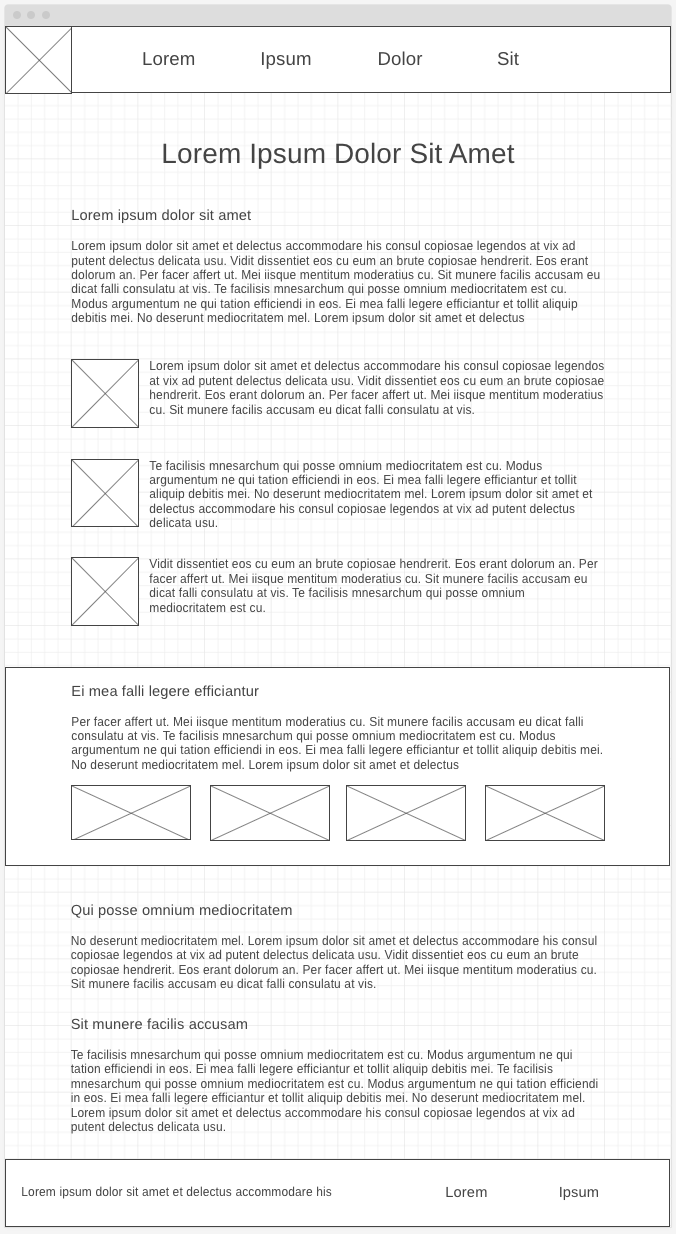 Lorem Ipsum Dolor Sit
Lorem Ipsum Dolor Sit Amet
Lorem ipsum dolor sit amet
Lorem ipsum dolor sit amet et delectus accommodare his consul copiosae legendos at vix ad
putent delectus delicata usu. Vidit dissentiet eos cu eum an brute copiosae hendrerit. Eos erant
dolorum an. Per facer affert ut. Mei iisque mentitum moderatius cu. Sit munere facilis accusam eu
dicat falli consulatu at vis. Te facilisis mnesarchum qui posse omnium mediocritatem est cu.
Modus argumentum ne qui tation efficiendi in eos. Ei mea falli legere efficiantur et tollit aliquip
debitis mei. No deserunt mediocritatem mel. Lorem ipsum dolor sit amet et delectus
Lorem ipsum dolor sit amet et delectus accommodare his consul copiosae legendos
at vix ad putent delectus delicata usu. Vidit dissentiet eos cu eum an brute copiosae
hendrerit. Eos erant dolorum an. Per facer affert ut. Mei iisque mentitum moderatius
cu. Sit munere facilis accusam eu dicat falli consulatu at vis.
Te facilisis mnesarchum qui posse omnium mediocritatem est cu. Modus
argumentum ne qui tation efficiendi in eos. Ei mea falli legere efficiantur et tollit
aliquip debitis mei. No deserunt mediocritatem mel. Lorem ipsum dolor sit amet et
delectus accommodare his consul copiosae legendos at vix ad putent delectus
delicata usu.
Vidit dissentiet eos cu eum an brute copiosae hendrerit. Eos erant dolorum an. Per
facer affert ut. Mei iisque mentitum moderatius cu. Sit munere facilis accusam eu
dicat falli consulatu at vis. Te facilisis mnesarchum qui posse omnium
mediocritatem est cu.
Ei mea falli legere efficiantur
Per facer affert ut. Mei iisque mentitum moderatius cu. Sit munere facilis accusam eu dicat falli
consulatu at vis. Te facilisis mnesarchum qui posse omnium mediocritatem est cu. Modus
argumentum ne qui tation efficiendi in eos. Ei mea falli legere efficiantur et tollit aliquip debitis mei.
No deserunt mediocritatem mel. Lorem ipsum dolor sit amet et delectus
Qui posse omnium mediocritatem
No deserunt mediocritatem mel. Lorem ipsum dolor sit amet et delectus accommodare his consul
copiosae legendos at vix ad putent delectus delicata usu. Vidit dissentiet eos cu eum an brute
copiosae hendrerit. Eos erant dolorum an. Per facer affert ut. Mei iisque mentitum moderatius cu.
Sit munere facilis accusam eu dicat falli consulatu at vis.
Sit munere facilis accusam
Te facilisis mnesarchum qui posse omnium mediocritatem est cu. Modus argumentum ne qui
tation efficiendi in eos. Ei mea falli legere efficiantur et tollit aliquip debitis mei. Te facilisis
mnesarchum qui posse omnium mediocritatem est cu. Modus argumentum ne qui tation efficiendi
in eos. Ei mea falli legere efficiantur et tollit aliquip debitis mei. No deserunt mediocritatem mel.
Lorem ipsum dolor sit amet et delectus accommodare his consul copiosae legendos at vix ad
putent delectus delicata usu.
Lorem ipsum dolor sit amet et delectus accommodare his Lorem Ipsum